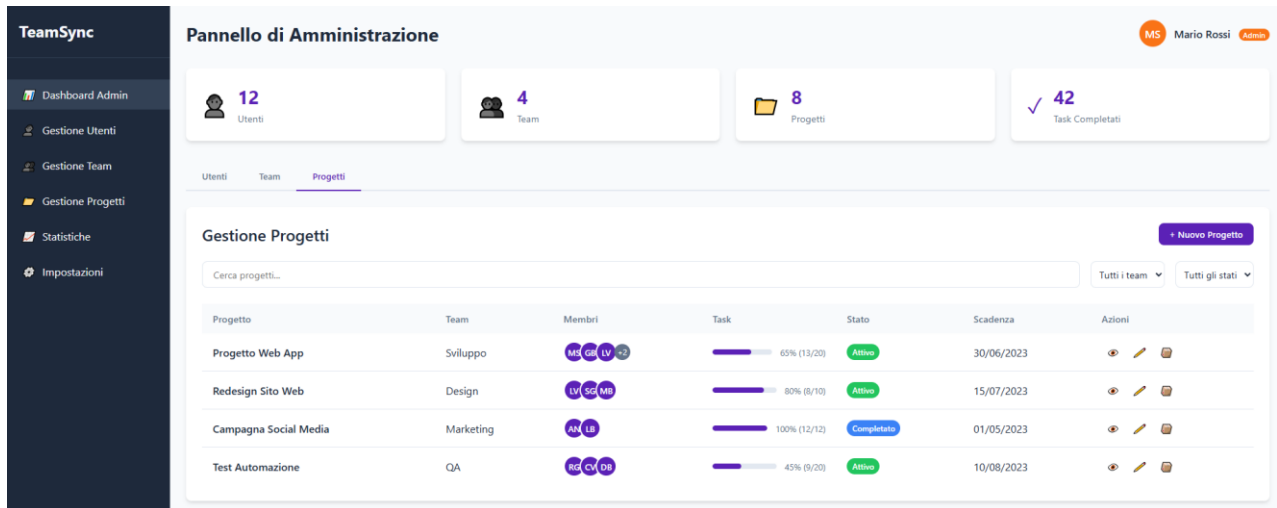 TeamSync
Dashboard Admin
Gestione Utenti
Gestione Team
Gestione Progetti
Statistiche
Impostazioni
Pannello di Amministrazione
MS Mario Rossi Admin
12
Utenti
4
Team
8
Progetti
42
Task Completati
Utenti Team Progetti
Gestione Progetti
+ Nuovo Progetto
Cerca progetti...
Tutti i team
Tutti gli stati
Progetto Team Membri Task Stato Scadenza Azioni
Progetto Web App Sviluppo MS GB LV +2 65% (13/20) Attivo 30/06/2023
Redesign Sito Web Design LV SG MB 80% (8/10) Attivo 15/07/2023
Campagna Social Media Marketing AN LB 100% (12/12) Completato 01/05/2023
Test Automazione QA RG CV DB 45% (9/20) Attivo 10/08/2023